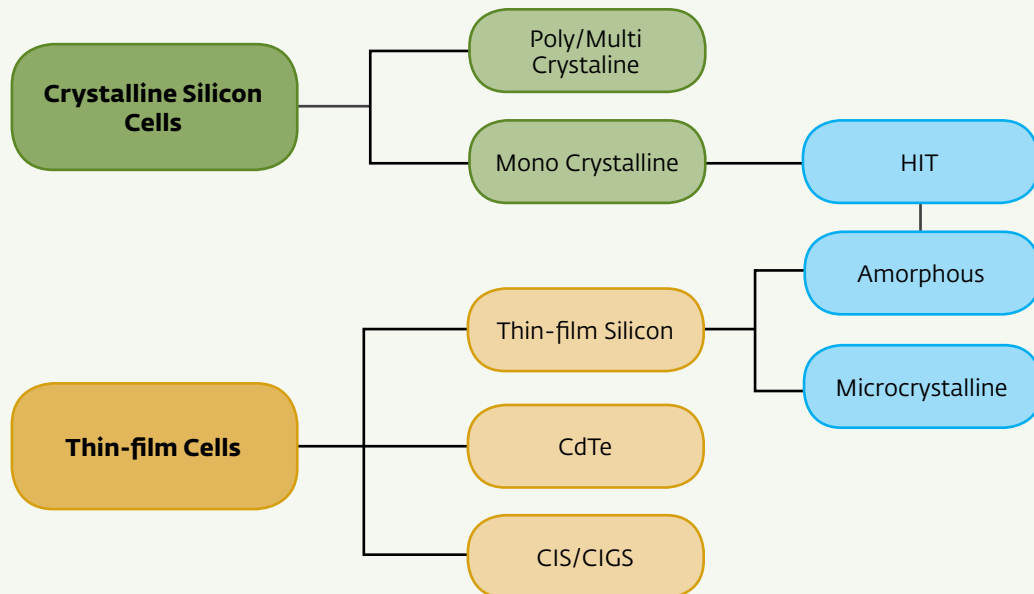 Poly/Multi
Crystaline
Crystalline Silicon
Cells
Mono Crystalline
HIT
Amorphous
Thin-film Silicon
Microcrystalline
Thin-film Cells
CdTe
CIS/CIGS